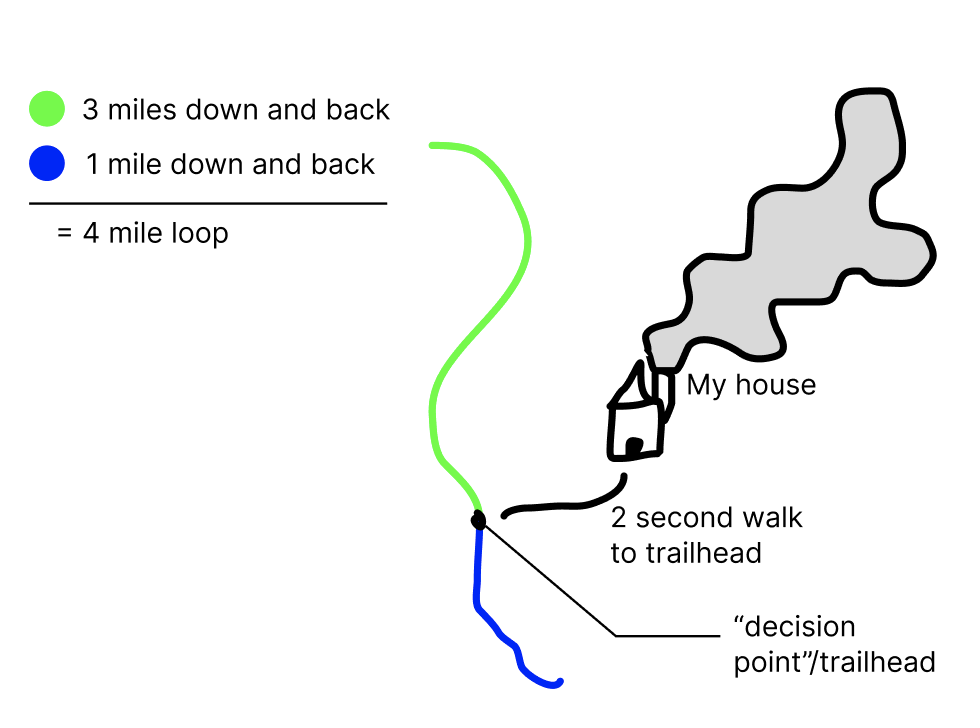 3 miles down and back
1 mile down and back
= 4 mile loop
My house
2 second walk
to trailhead
“decision
point”/trailhead